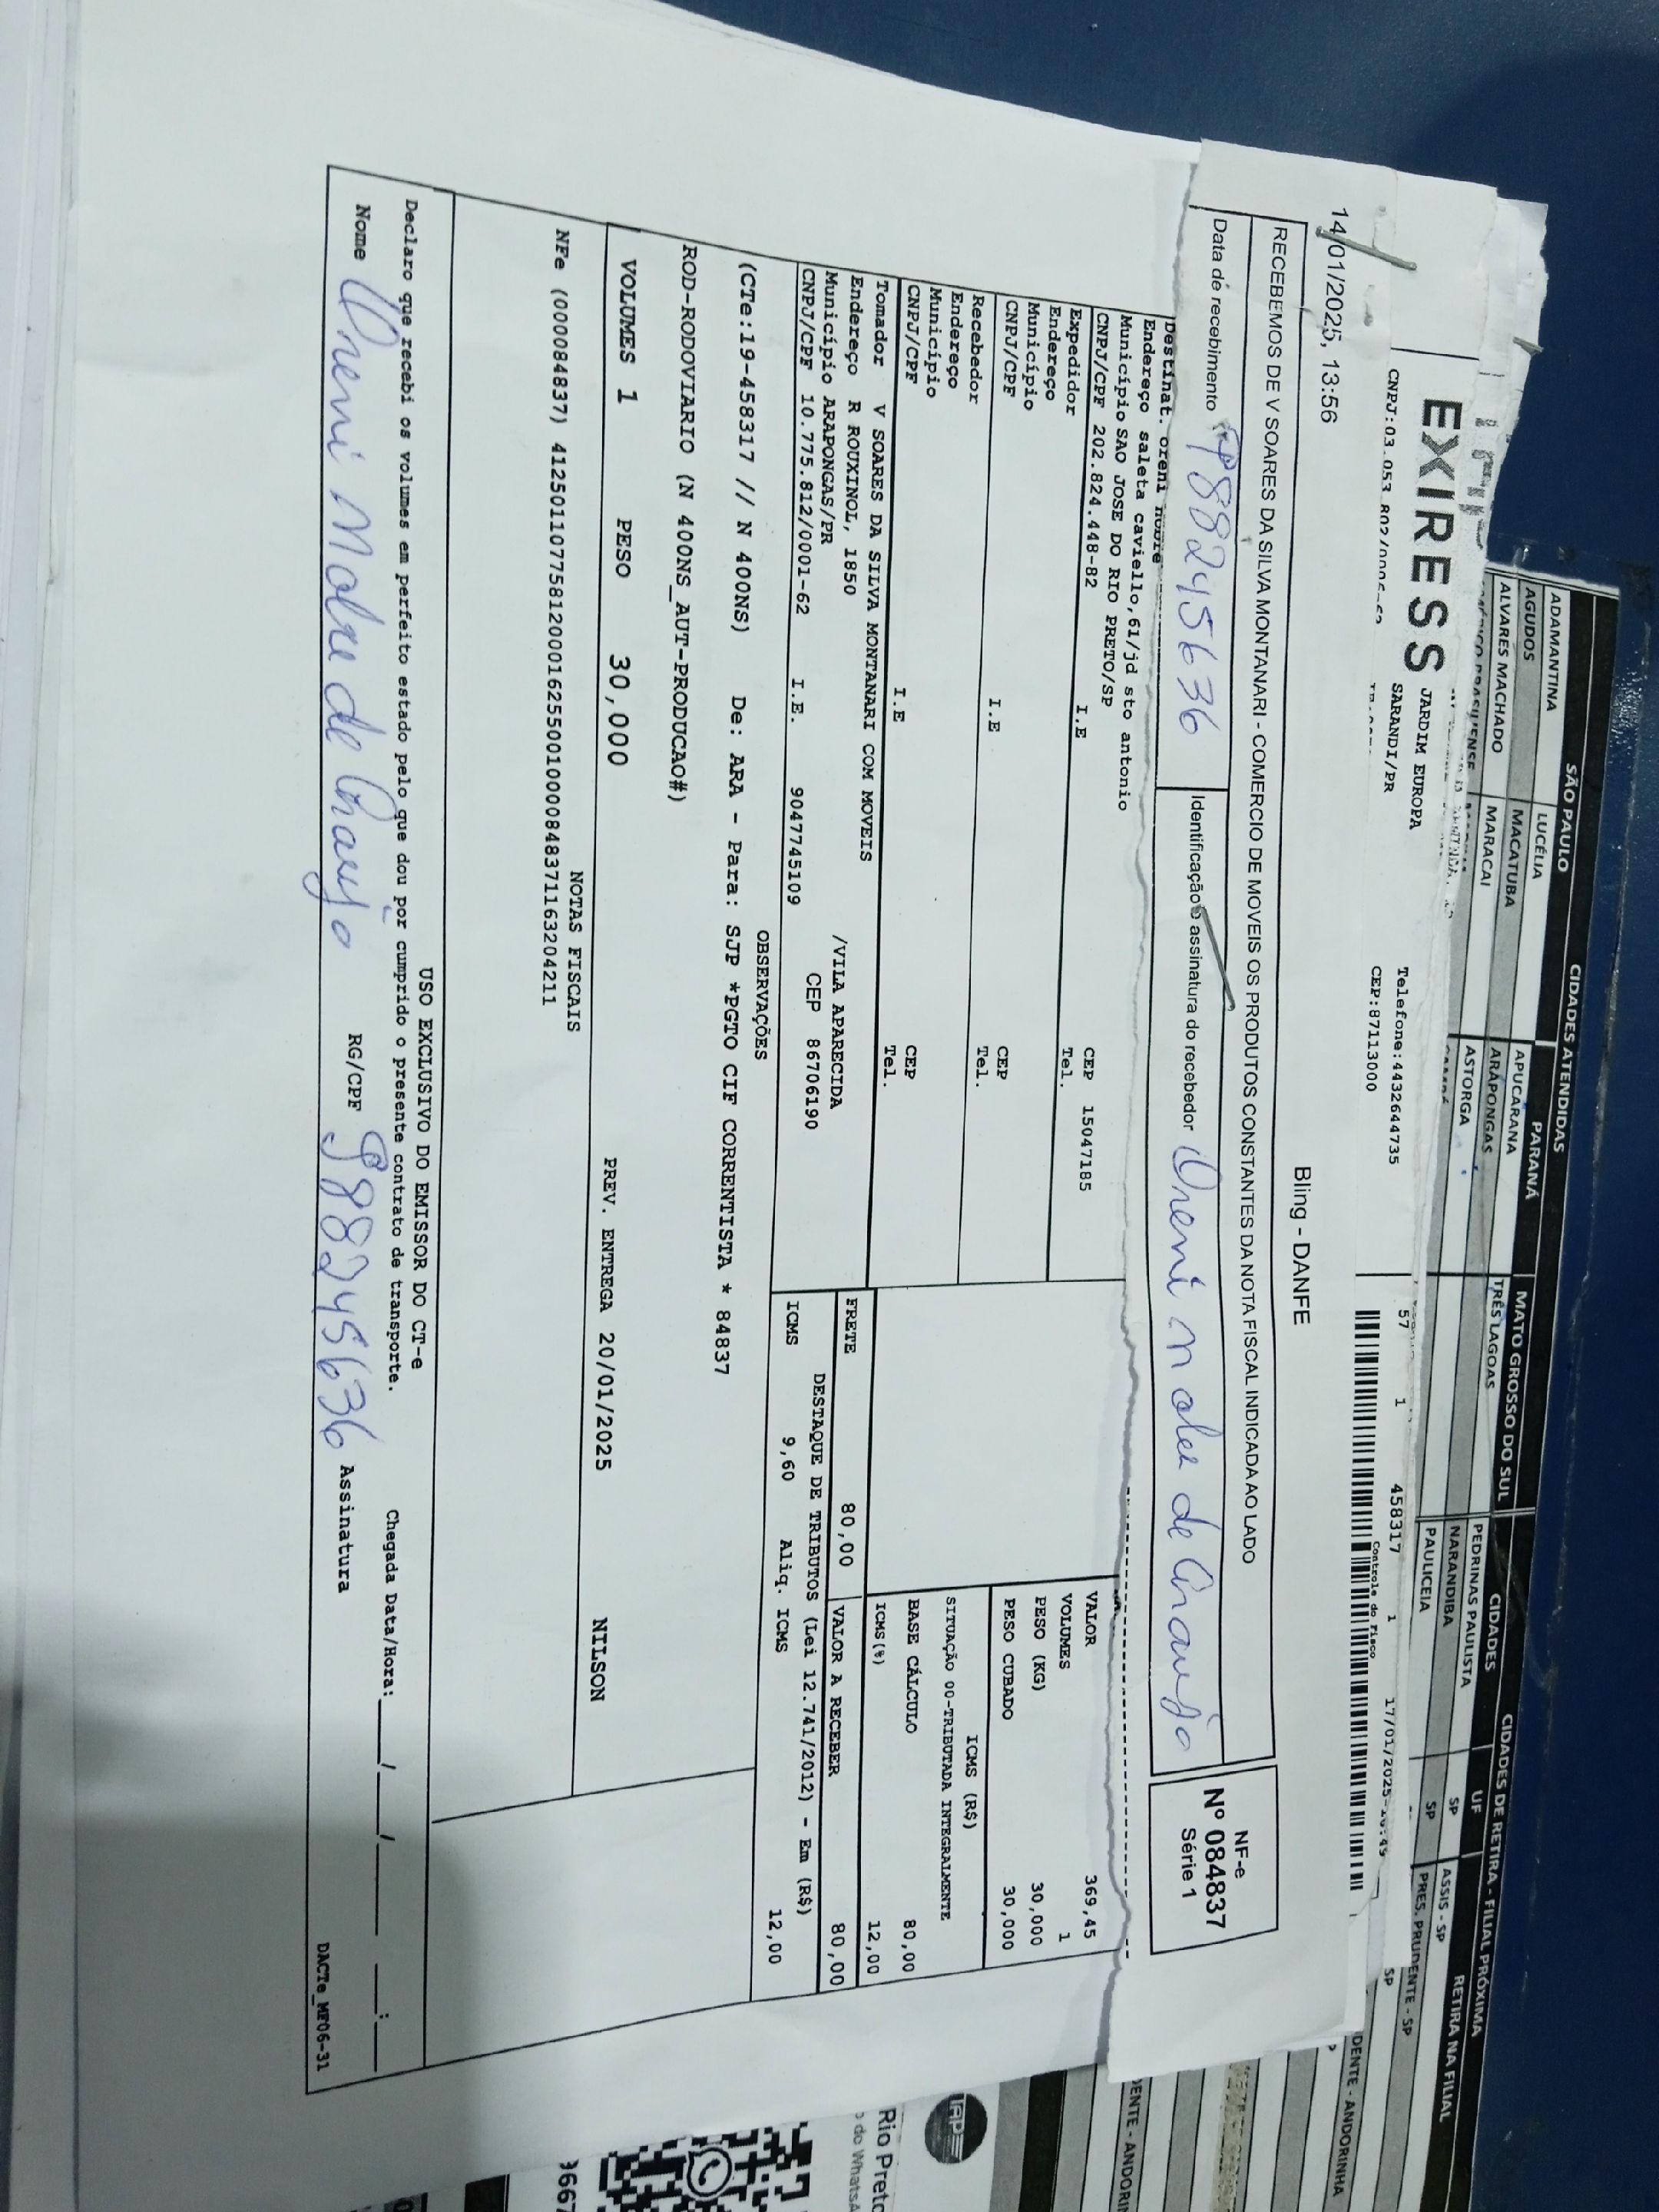 SÃO PAULO
CIDADES ATENDIDAS
PARANÁ
MATO GROSSO DO SUL
CIDADES
CIDADES DE RETIRA - FILIAL PRÓXIMA
UF
RETIRA NA FILIAL
ADAMANTINA
LUCÉLIA
APUCARANA
TRÊS LAGOAS
PEDRINAS PAULISTA
SP
ASSIS - SP
AGUDOS
MACATUBA
ARAPONGAS
NARANDIBA
SP
PRES. PRUDENTE - SP
ALVARES MACHADO
MARACAI
ASTORGA
PAULICEIA
SP
EXIRESS
JARDIM EUROPA
SARANDI/PR
Telefone:4432644735
CEP:87113000
57 1 458317 1 17/01/2025
Controle do Fisco
14/01/2025, 13:56
Bling - DANFE
RECEBEMOS DE V SOARES DA SILVA MONTANARI - COMERCIO DE MOVEIS OS PRODUTOS CONSTANTES DA NOTA FISCAL INDICADA AO LADO
NF-e
Nº 084837
Série 1
Data de recebimento
Identificação e assinatura do recebedor
Destinat. oreni
Endereço saleta caviello,61/jd sto antonio
Município SAO JOSE DO RIO PRETO/SP
CEP 15047185
CNPJ/CPF 202.824.448-82 I.E Tel.
Expedidor
Endereço
Município CEP
CNPJ/CPF I.E Tel.
Recebedor
Endereço
Município CEP
CNPJ/CPF I.E Tel.
VALOR 369,45
VOLUMES 1
PESO (KG) 30,000
PESO CUBADO 30,000
ICMS (R$)
SITUAÇÃO 00-TRIBUTADA INTEGRALMENTE
BASE CÁLCULO 80,00
ICMS(%) 12,00
Tomador V SOARES DA SILVA MONTANARI COM MOVEIS
Endereço R ROUXINOL, 1850 /VILA APARECIDA
Município ARAPONGAS/PR CEP 86706190
CNPJ/CPF 10.775.812/0001-62 I.E. 9047745109
FRETE 80,00 VALOR A RECEBER 80,00
DESTAQUE DE TRIBUTOS (Lei 12.741/2012) - Em (R$)
ICMS 9,60 Aliq. ICMS 12,00
OBSERVAÇÕES
(CTe:19-458317 // N 400NS) De: ARA - Para: SJP *PGTO CIF CORRENTISTA * 84837
ROD-RODOVIARIO (N 400NS_AUT-PRODUCAO#)
VOLUMES 1 PESO 30,000 PREV. ENTREGA 20/01/2025 NILSON
NOTAS FISCAIS
NFe (000084837) 41250110775812000162550010000848371163204211
USO EXCLUSIVO DO EMISSOR DO CT-e
Declaro que recebi os volumes em perfeito estado pelo que dou por cumprido o presente contrato de transporte.
Chegada Data/Hora: / / :
Nome RG/CPF Assinatura
DACTe_MF06-31
Rio Preto